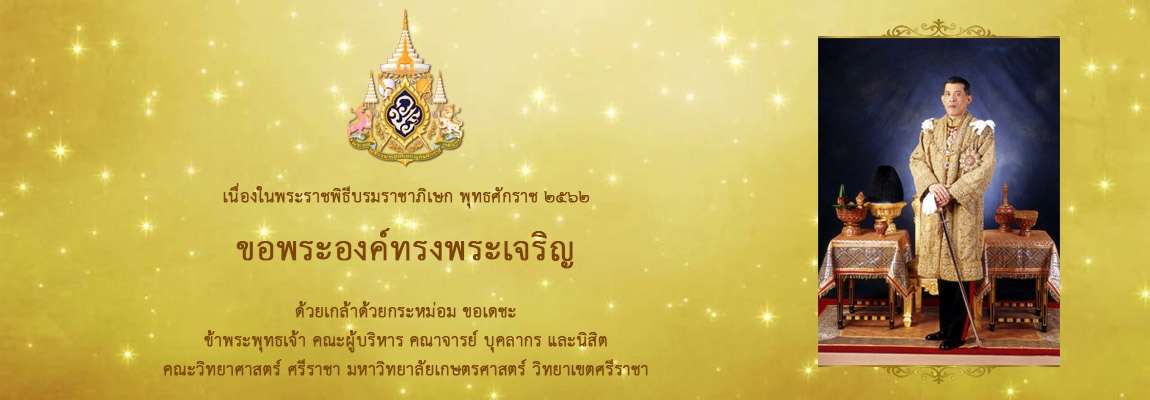 เนื่องในพระราชพิธีบรมราชาภิเษก พุทธศักราช ๒๕๖๒
ขอพระองค์ทรงพระเจริญ
ด้วยเกล้าด้วยกระหม่อม ขอเดชะ
ข้าพระพุทธเจ้า คณะผู้บริหาร คณาจารย์ บุคลากร และนิสิต
คณะวิทยาศาสตร์ ศรีราชา มหาวิทยาลัยเกษตรศาสตร์ วิทยาเขตศรีราชา